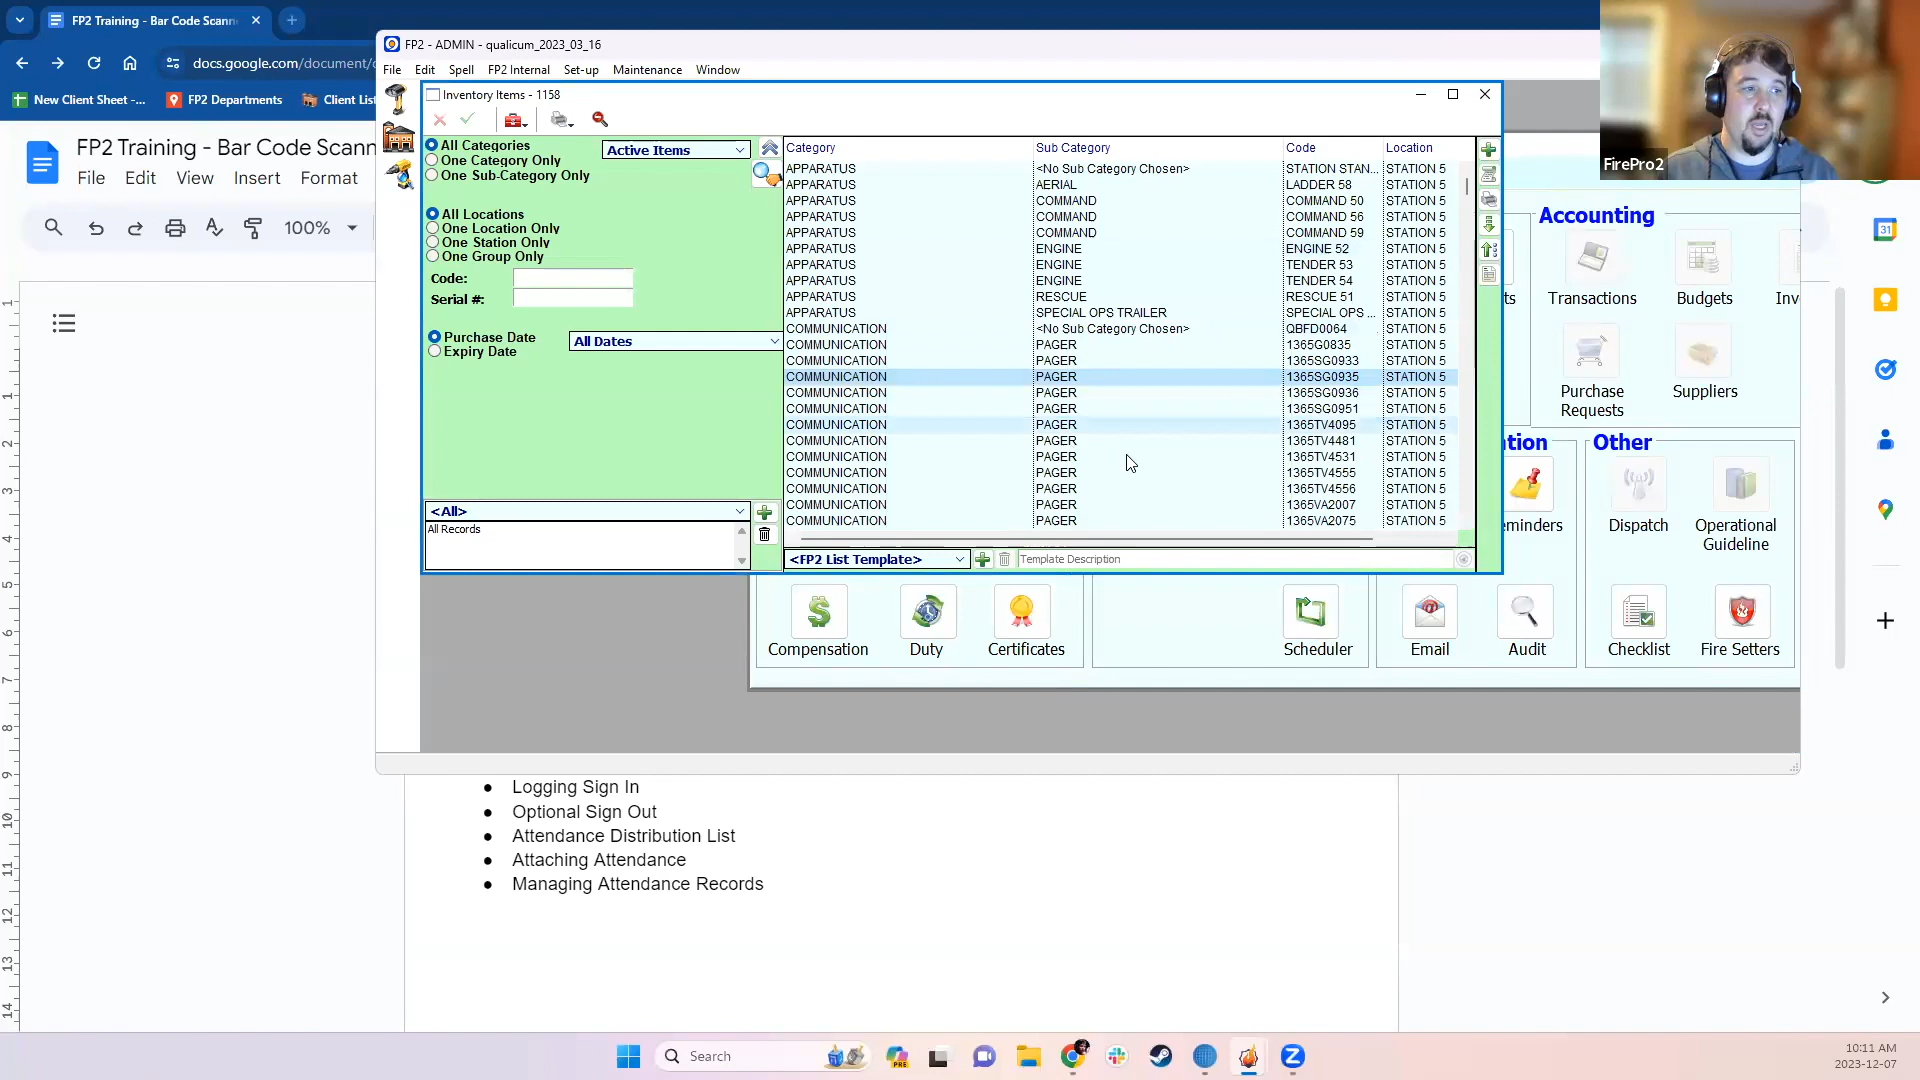 FP2 Training - Bar Code Scann
docs.google.com/document/
New Client Sheet -...
FP2 Departments
Client List
FP2 Training - Bar Code Scann
File Edit View Insert Format
100%
FP2 - ADMIN - qualicum_2023_03_16
File Edit Spell FP2 Internal Set-up Maintenance Window
Inventory Items - 1158
All Categories
One Category Only
One Sub-Category Only
Active Items
All Locations
One Location Only
One Station Only
One Group Only
Code:
Serial #:
Purchase Date
Expiry Date
All Dates
<All>
All Records
Category Sub Category Code Location
APPARATUS <No Sub Category Chosen> STATION STAN... STATION 5
APPARATUS AERIAL LADDER 58 STATION 5
APPARATUS COMMAND COMMAND 50 STATION 5
APPARATUS COMMAND COMMAND 56 STATION 5
APPARATUS COMMAND COMMAND 59 STATION 5
APPARATUS ENGINE ENGINE 52 STATION 5
APPARATUS ENGINE TENDER 53 STATION 5
APPARATUS ENGINE TENDER 54 STATION 5
APPARATUS RESCUE RESCUE 51 STATION 5
APPARATUS SPECIAL OPS TRAILER SPECIAL OPS ... STATION 5
COMMUNICATION <No Sub Category Chosen> QBFD0064 STATION 5
COMMUNICATION PAGER 1365G0835 STATION 5
COMMUNICATION PAGER 1365SG0933 STATION 5
COMMUNICATION PAGER 1365SG0935 STATION 5
COMMUNICATION PAGER 1365SG0936 STATION 5
COMMUNICATION PAGER 1365SG0951 STATION 5
COMMUNICATION PAGER 1365TV4095 STATION 5
COMMUNICATION PAGER 1365TV4481 STATION 5
COMMUNICATION PAGER 1365TV4531 STATION 5
COMMUNICATION PAGER 1365TV4555 STATION 5
COMMUNICATION PAGER 1365TV4556 STATION 5
COMMUNICATION PAGER 1365VA2007 STATION 5
COMMUNICATION PAGER 1365VA2075 STATION 5
<FP2 List Template>
Template Description
FirePro2
Accounting
ts Transactions Budgets Inv
Purchase Requests
Suppliers
tion
Other
minders Dispatch Operational Guideline
Compensation Duty Certificates Scheduler Email Audit Checklist Fire Setters
Logging Sign In
Optional Sign Out
Attendance Distribution List
Attaching Attendance
Managing Attendance Records
Search
10:11 AM
2023-12-07